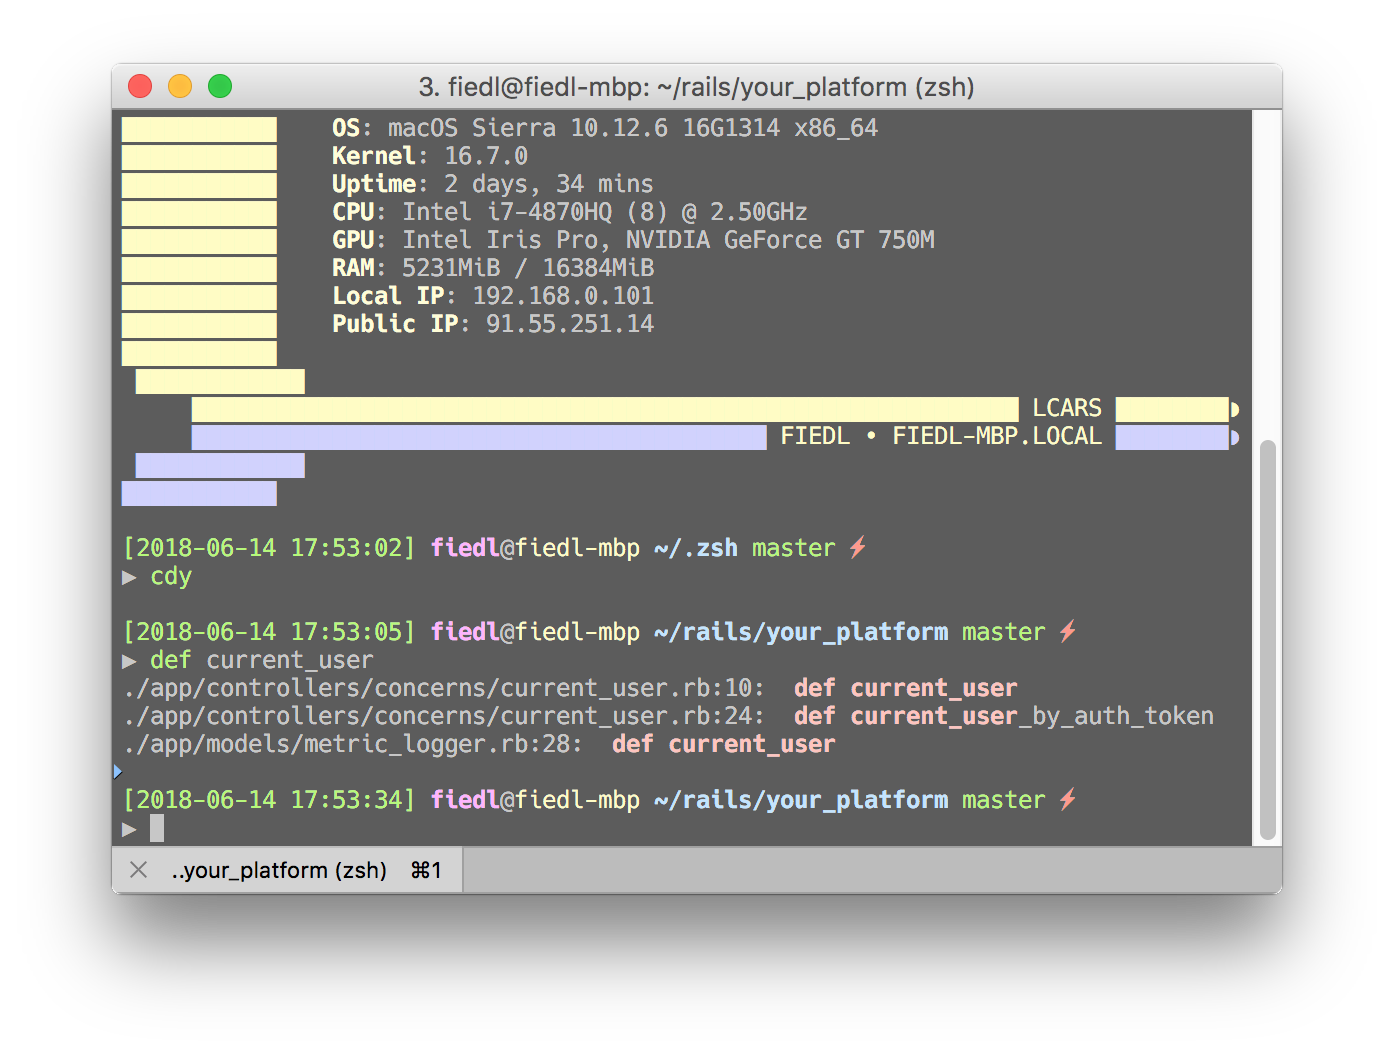 3. fiedl@fiedl-mbp: ~/rails/your_platform (zsh)
OS: macOS Sierra 10.12.6 16G1314 x86_64
Kernel: 16.7.0
Uptime: 2 days, 34 mins
CPU: Intel i7-4870HQ (8) @ 2.50GHz
GPU: Intel Iris Pro, NVIDIA GeForce GT 750M
RAM: 5231MiB / 16384MiB
Local IP: 192.168.0.101
Public IP: 91.55.251.14
LCARS
FIEDL • FIEDL-MBP.LOCAL
[2018-06-14 17:53:02] fiedl@fiedl-mbp ~/.zsh master ⚡
▶ cdy
[2018-06-14 17:53:05] fiedl@fiedl-mbp ~/rails/your_platform master ⚡
▶ def current_user
./app/controllers/concerns/current_user.rb:10:  def current_user
./app/controllers/concerns/current_user.rb:24:  def current_user_by_auth_token
./app/models/metric_logger.rb:28:  def current_user
[2018-06-14 17:53:34] fiedl@fiedl-mbp ~/rails/your_platform master ⚡
▶
..your_platform (zsh) ⌘1